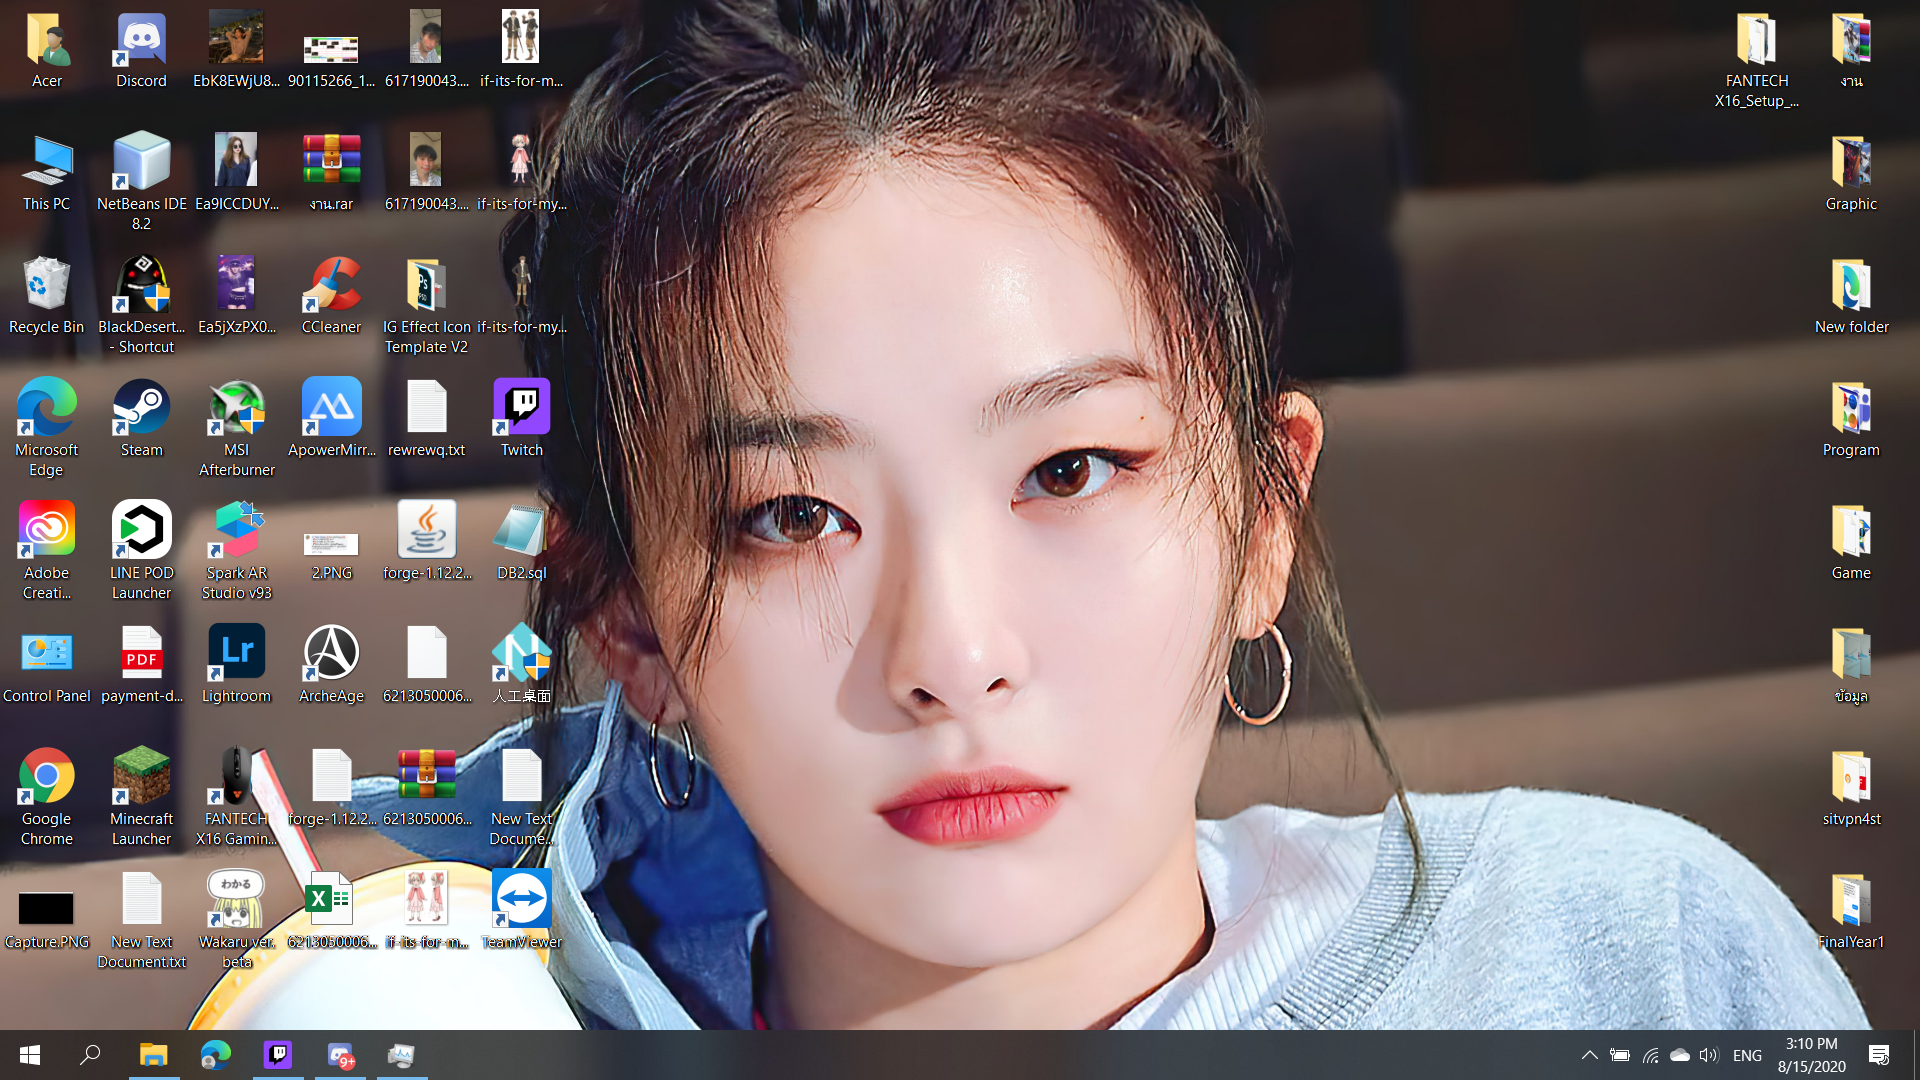 Acer
Discord
EbK8EWjU8...
90115266_1...
617190043....
if-its-for-m...
FANTECH
X16_Setup_...
งาน
This PC
NetBeans IDE
8.2
Ea9ICCDUY...
งาน.rar
617190043....
if-its-for-my...
Graphic
Recycle Bin
BlackDesert...
- Shortcut
Ea5jXzPX0...
CCleaner
IG Effect Icon
Template V2
if-its-for-my...
New folder
Microsoft
Edge
Steam
MSI
Afterburner
ApowerMirr...
rewrewq.txt
Twitch
Program
Adobe
Creati...
LINE POD
Launcher
Spark AR
Studio v93
2.PNG
forge-1.12.2...
DB2.sql
Game
Control Panel
PDF
payment-d...
Lr
Lightroom
ArcheAge
6213050006...
人工桌面
ข้อมูล
Google
Chrome
Minecraft
Launcher
FANTECH
X16 Gamin...
forge-1.12.2...
6213050006...
New Text
Docume...
sitvpn4st
Capture.PNG
New Text
Document.txt
わかる
Wakaru ver.
beta
6213050006...
if-its-for-m...
TeamViewer
FinalYear1
9+
ENG
3:10 PM
8/15/2020